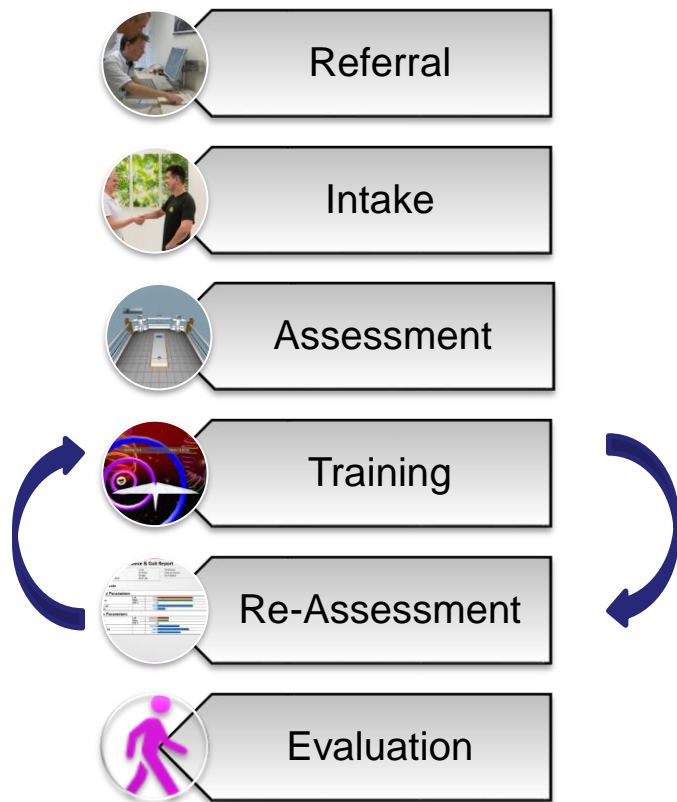 Referral
Intake
Assessment
Training
Re-Assessment
Evaluation